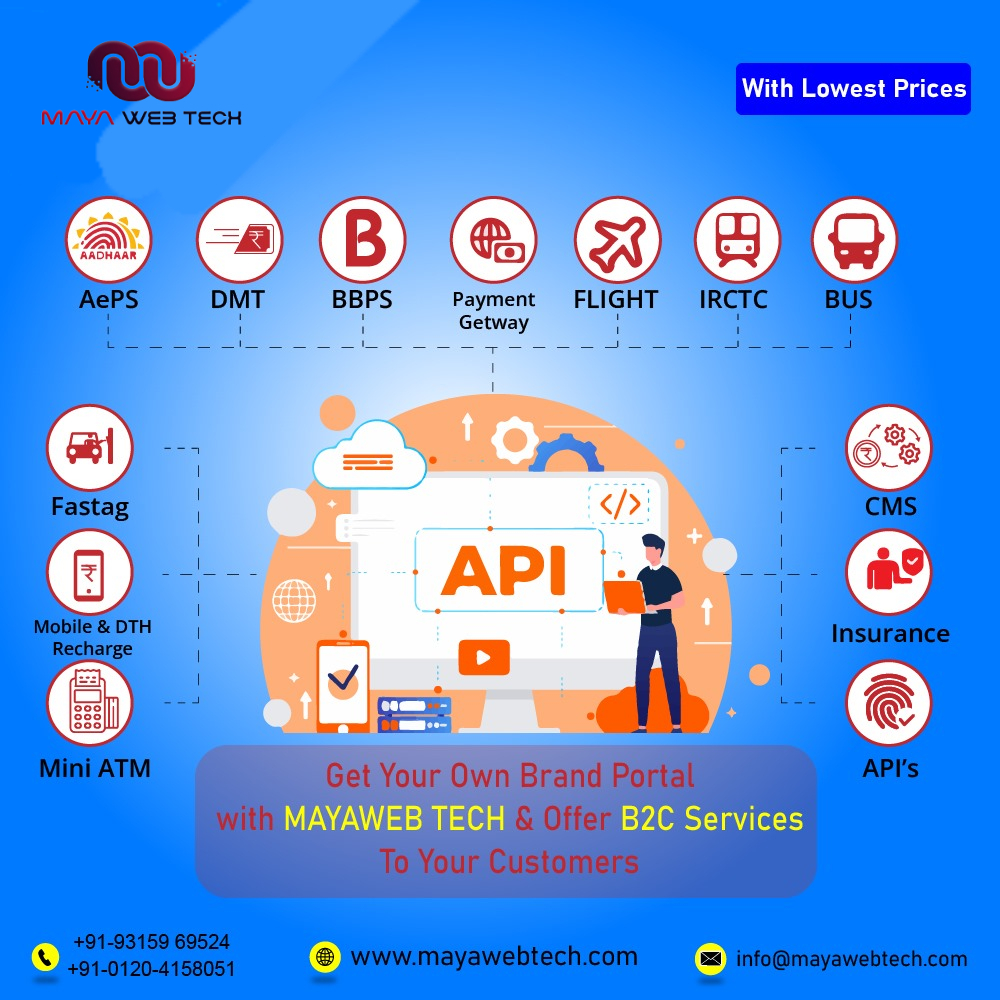 MAYA WEB TECH
With Lowest Prices
AADHAAR
AePS
DMT
B
BBPS
Payment
Getway
FLIGHT
IRCTC
BUS
Fastag
Mobile & DTH
Recharge
Mini ATM
</>
API
CMS
Insurance
API’s
Get Your Own Brand Portal
with MAYAWEB TECH & Offer B2C Services
To Your Customers
+91-93159 69524
+91-0120-4158051
www.mayawebtech.com
info@mayawebtech.com